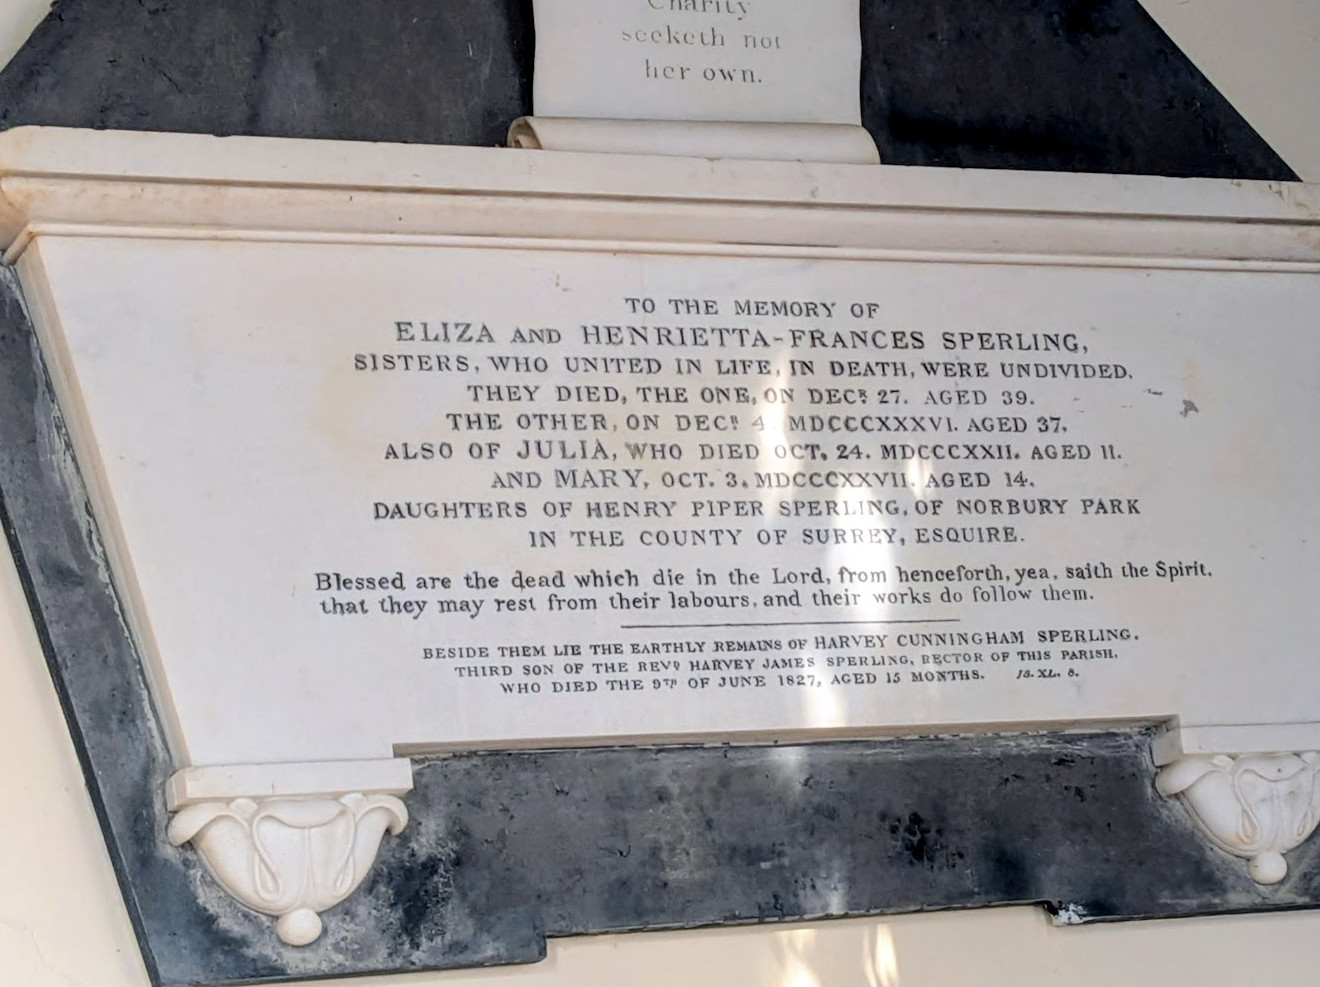 Charity
seeketh not
her own.
TO THE MEMORY OF
ELIZA AND HENRIETTA-FRANCES SPERLING,
SISTERS, WHO UNITED IN LIFE, IN DEATH, WERE UNDIVIDED.
THEY DIED, THE ONE, ON DECR 27. AGED 39.
THE OTHER, ON DECR 4. MDCCCXXXVI. AGED 37.
ALSO OF JULIA, WHO DIED OCT. 24. MDCCCXXII. AGED 11.
AND MARY, OCT. 3. MDCCCXXVII. AGED 14.
DAUGHTERS OF HENRY PIPER SPERLING, OF NORBURY PARK
IN THE COUNTY OF SURREY, ESQUIRE.
Blessed are the dead which die in the Lord, from henceforth, yea, saith the Spirit,
that they may rest from their labours, and their works do follow them.
BESIDE THEM LIE THE EARTHLY REMAINS OF HARVEY CUNNINGHAM SPERLING.
THIRD SON OF THE REVD HARVEY JAMES SPERLING, RECTOR OF THIS PARISH,
WHO DIED THE 9TH OF JUNE 1827, AGED 15 MONTHS. IS. XL. 8.